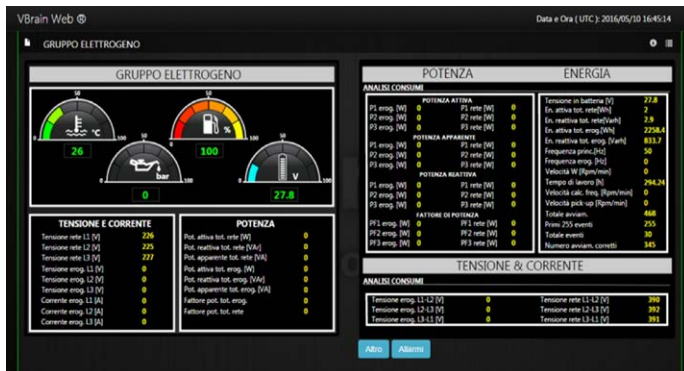 VBrain Web ®
Data e Ora ( UTC ): 2016/05/10 16:45:14
GRUPPO ELETTROGENO
GRUPPO ELETTROGENO
50
0
100
°C
26
50
0
100
%
100
bar
0
V
27.8
TENSIONE E CORRENTE
Tensione rete L1 [V] 226
Tensione rete L2 [V] 225
Tensione rete L3 [V] 227
Tensione erog. L1 [V] 0
Tensione erog. L2 [V] 0
Tensione erog. L3 [V] 0
Corrente erog. L1 [A] 0
Corrente erog. L2 [A] 0
Corrente erog. L3 [A] 0
POTENZA
Pot. attiva tot. rete [W] 0
Pot. reattiva tot. rete [VAr] 0
Pot. apparente tot. rete [VA] 0
Pot. attiva tot. erog. [W] 0
Pot. reattiva tot. erog. [VAr] 0
Pot. apparente tot. erog. [VA] 0
Fattore pot. tot. erog. 0
Fattore pot. tot. rete 0
POTENZA ENERGIA
ANALISI CONSUMI
POTENZA ATTIVA
P1 erog. [W] 0 P1 rete [W] 0
P2 erog. [W] 0 P2 rete [W] 0
P3 erog. [W] 0 P3 rete [W] 0
POTENZA APPARENTE
P1 erog. [W] 0 P1 rete [W] 0
P2 erog. [W] 0 P2 rete [W] 0
P3 erog. [W] 0 P3 rete [W] 0
POTENZA REATTIVA
P1 erog. [W] 0 P1 rete [W] 0
P2 erog. [W] 0 P2 rete [W] 0
P3 erog. [W] 0 P3 rete [W] 0
FATTORE DI POTENZA
PF1 erog. [W] 0 PF1 rete [W] 0
PF2 erog. [W] 0 PF2 rete [W] 0
PF3 erog. [W] 0 PF3 rete [W] 0
Tensione in batteria [V] 27.8
En. attiva tot. rete[Wh] 2
En. reattiva tot. rete[Varh] 2.9
En. attiva tot. erog.[Wh] 2258.4
En. reattiva tot. erog. [Varh] 833.7
Frequenza princ.[Hz] 50
Frequenza erog. [Hz] 0
Velocità W [Rpm/min] 0
Tempo di lavoro [h] 294.24
Velocità calc. freq. [Rpm/min] 0
Velocità pick-up [Rpm/min] 0
Totale avviam. 468
Primi 255 eventi 255
Totale eventi 30
Numero avviam. corretti 345
TENSIONE & CORRENTE
ANALISI CONSUMI
Tensione erog. L1-L2 [V] 0 Tensione rete L1-L2 [V] 390
Tensione erog. L2-L3 [V] 0 Tensione rete L2-L3 [V] 392
Tensione erog. L3-L1 [V] 0 Tensione rete L3-L1 [V] 391
Altro Allarmi